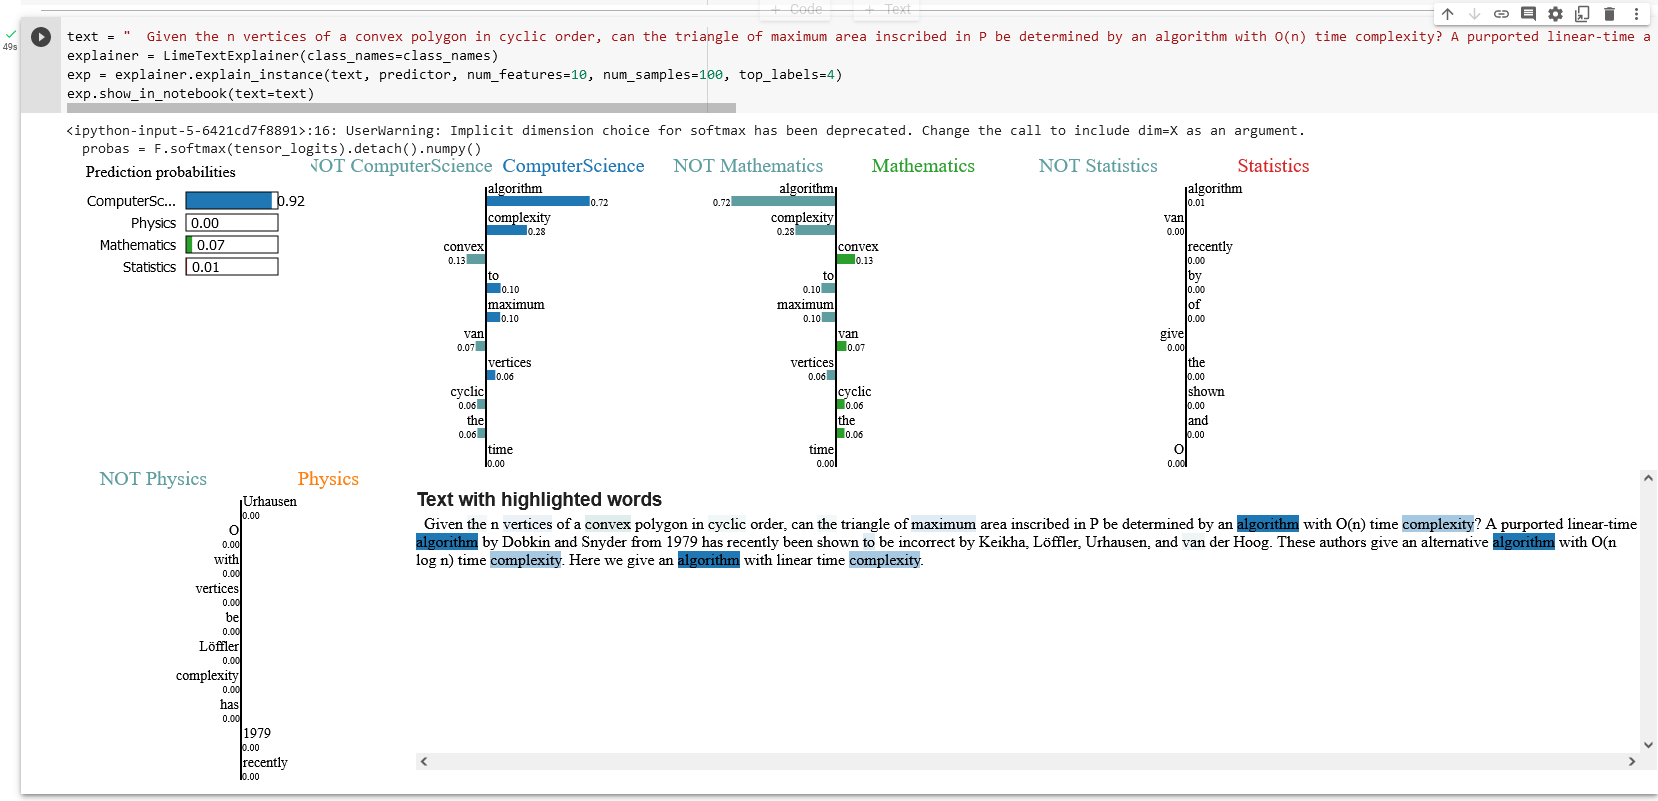 + Code + Text
49s
text = "  Given the n vertices of a convex polygon in cyclic order, can the triangle of maximum area inscribed in P be determined by an algorithm with O(n) time complexity? A purported linear-time a
explainer = LimeTextExplainer(class_names=class_names)
exp = explainer.explain_instance(text, predictor, num_features=10, num_samples=100, top_labels=4)
exp.show_in_notebook(text=text)
<ipython-input-5-6421cd7f8891>:16: UserWarning: Implicit dimension choice for softmax has been deprecated. Change the call to include dim=X as an argument.
  probas = F.softmax(tensor_logits).detach().numpy()
Prediction probabilities
ComputerSc... 0.92
Physics 0.00
Mathematics 0.07
Statistics 0.01
NOT ComputerScience ComputerScience
algorithm
0.72
complexity
0.28
convex
0.13
to
0.10
maximum
0.10
van
0.07
vertices
0.06
cyclic
0.06
the
0.06
time
0.00
NOT Mathematics Mathematics
algorithm
0.72
complexity
0.28
convex
0.13
to
0.10
maximum
0.10
van
0.07
vertices
0.06
cyclic
0.06
the
0.06
time
0.00
NOT Statistics Statistics
algorithm
0.01
van
0.00
recently
0.00
by
0.00
of
0.00
give
0.00
the
0.00
shown
0.00
and
0.00
O
0.00
NOT Physics Physics
Urhausen
0.00
O
0.00
with
0.00
vertices
0.00
be
0.00
Löffler
0.00
complexity
0.00
has
0.00
1979
0.00
recently
0.00
Text with highlighted words
Given the n vertices of a convex polygon in cyclic order, can the triangle of maximum area inscribed in P be determined by an algorithm with O(n) time complexity? A purported linear-time
algorithm by Dobkin and Snyder from 1979 has recently been shown to be incorrect by Keikha, Löffler, Urhausen, and van der Hoog. These authors give an alternative algorithm with O(n
log n) time complexity. Here we give an algorithm with linear time complexity.